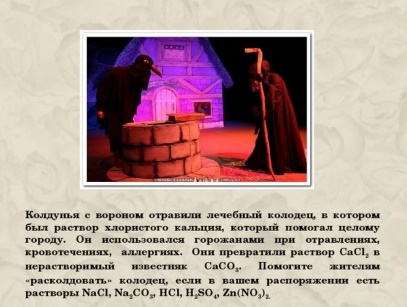 Колдунья с вороном отравили лечебный колодец, в котором
был раствор хлористого кальция, который помогал целому
городу. Он использовался горожанами при отравлениях,
кровотечениях, аллергиях. Они превратили раствор CaCl₂ в
нерастворимый известняк CaCO₃. Помогите жителям
«расколдовать» колодец, если в вашем распоряжении есть
растворы NaCl, Na₂CO₃, HCl, H₂SO₄, Zn(NO₃)₂.